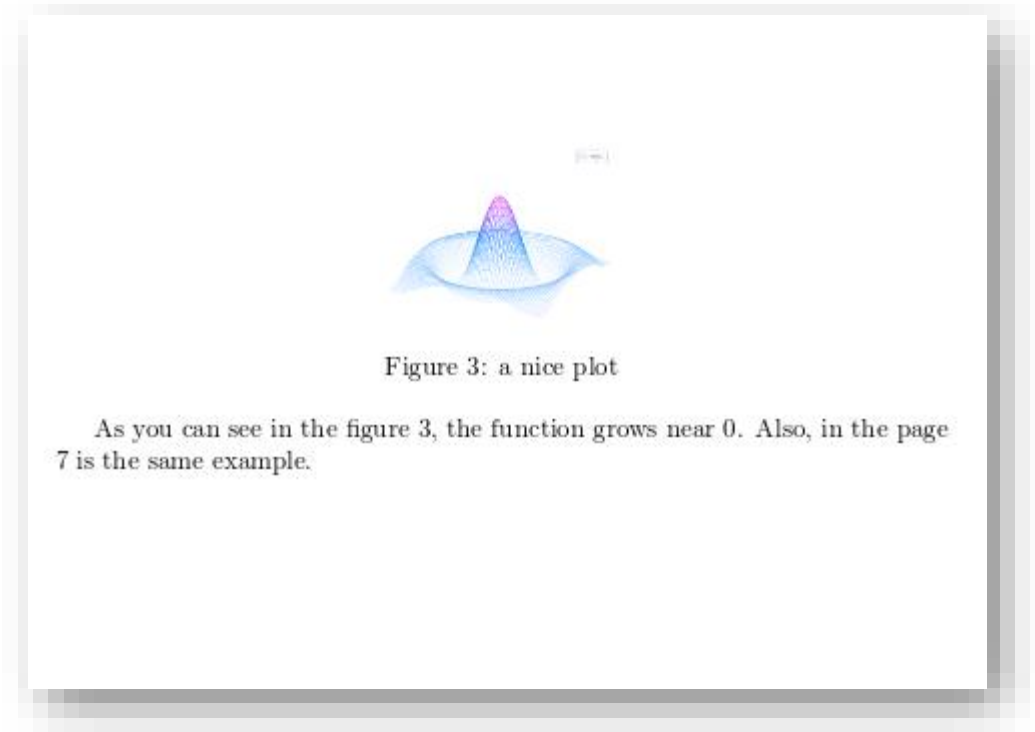 Figure 3: a nice plot
As you can see in the figure 3, the function grows near 0. Also, in the page
7 is the same example.